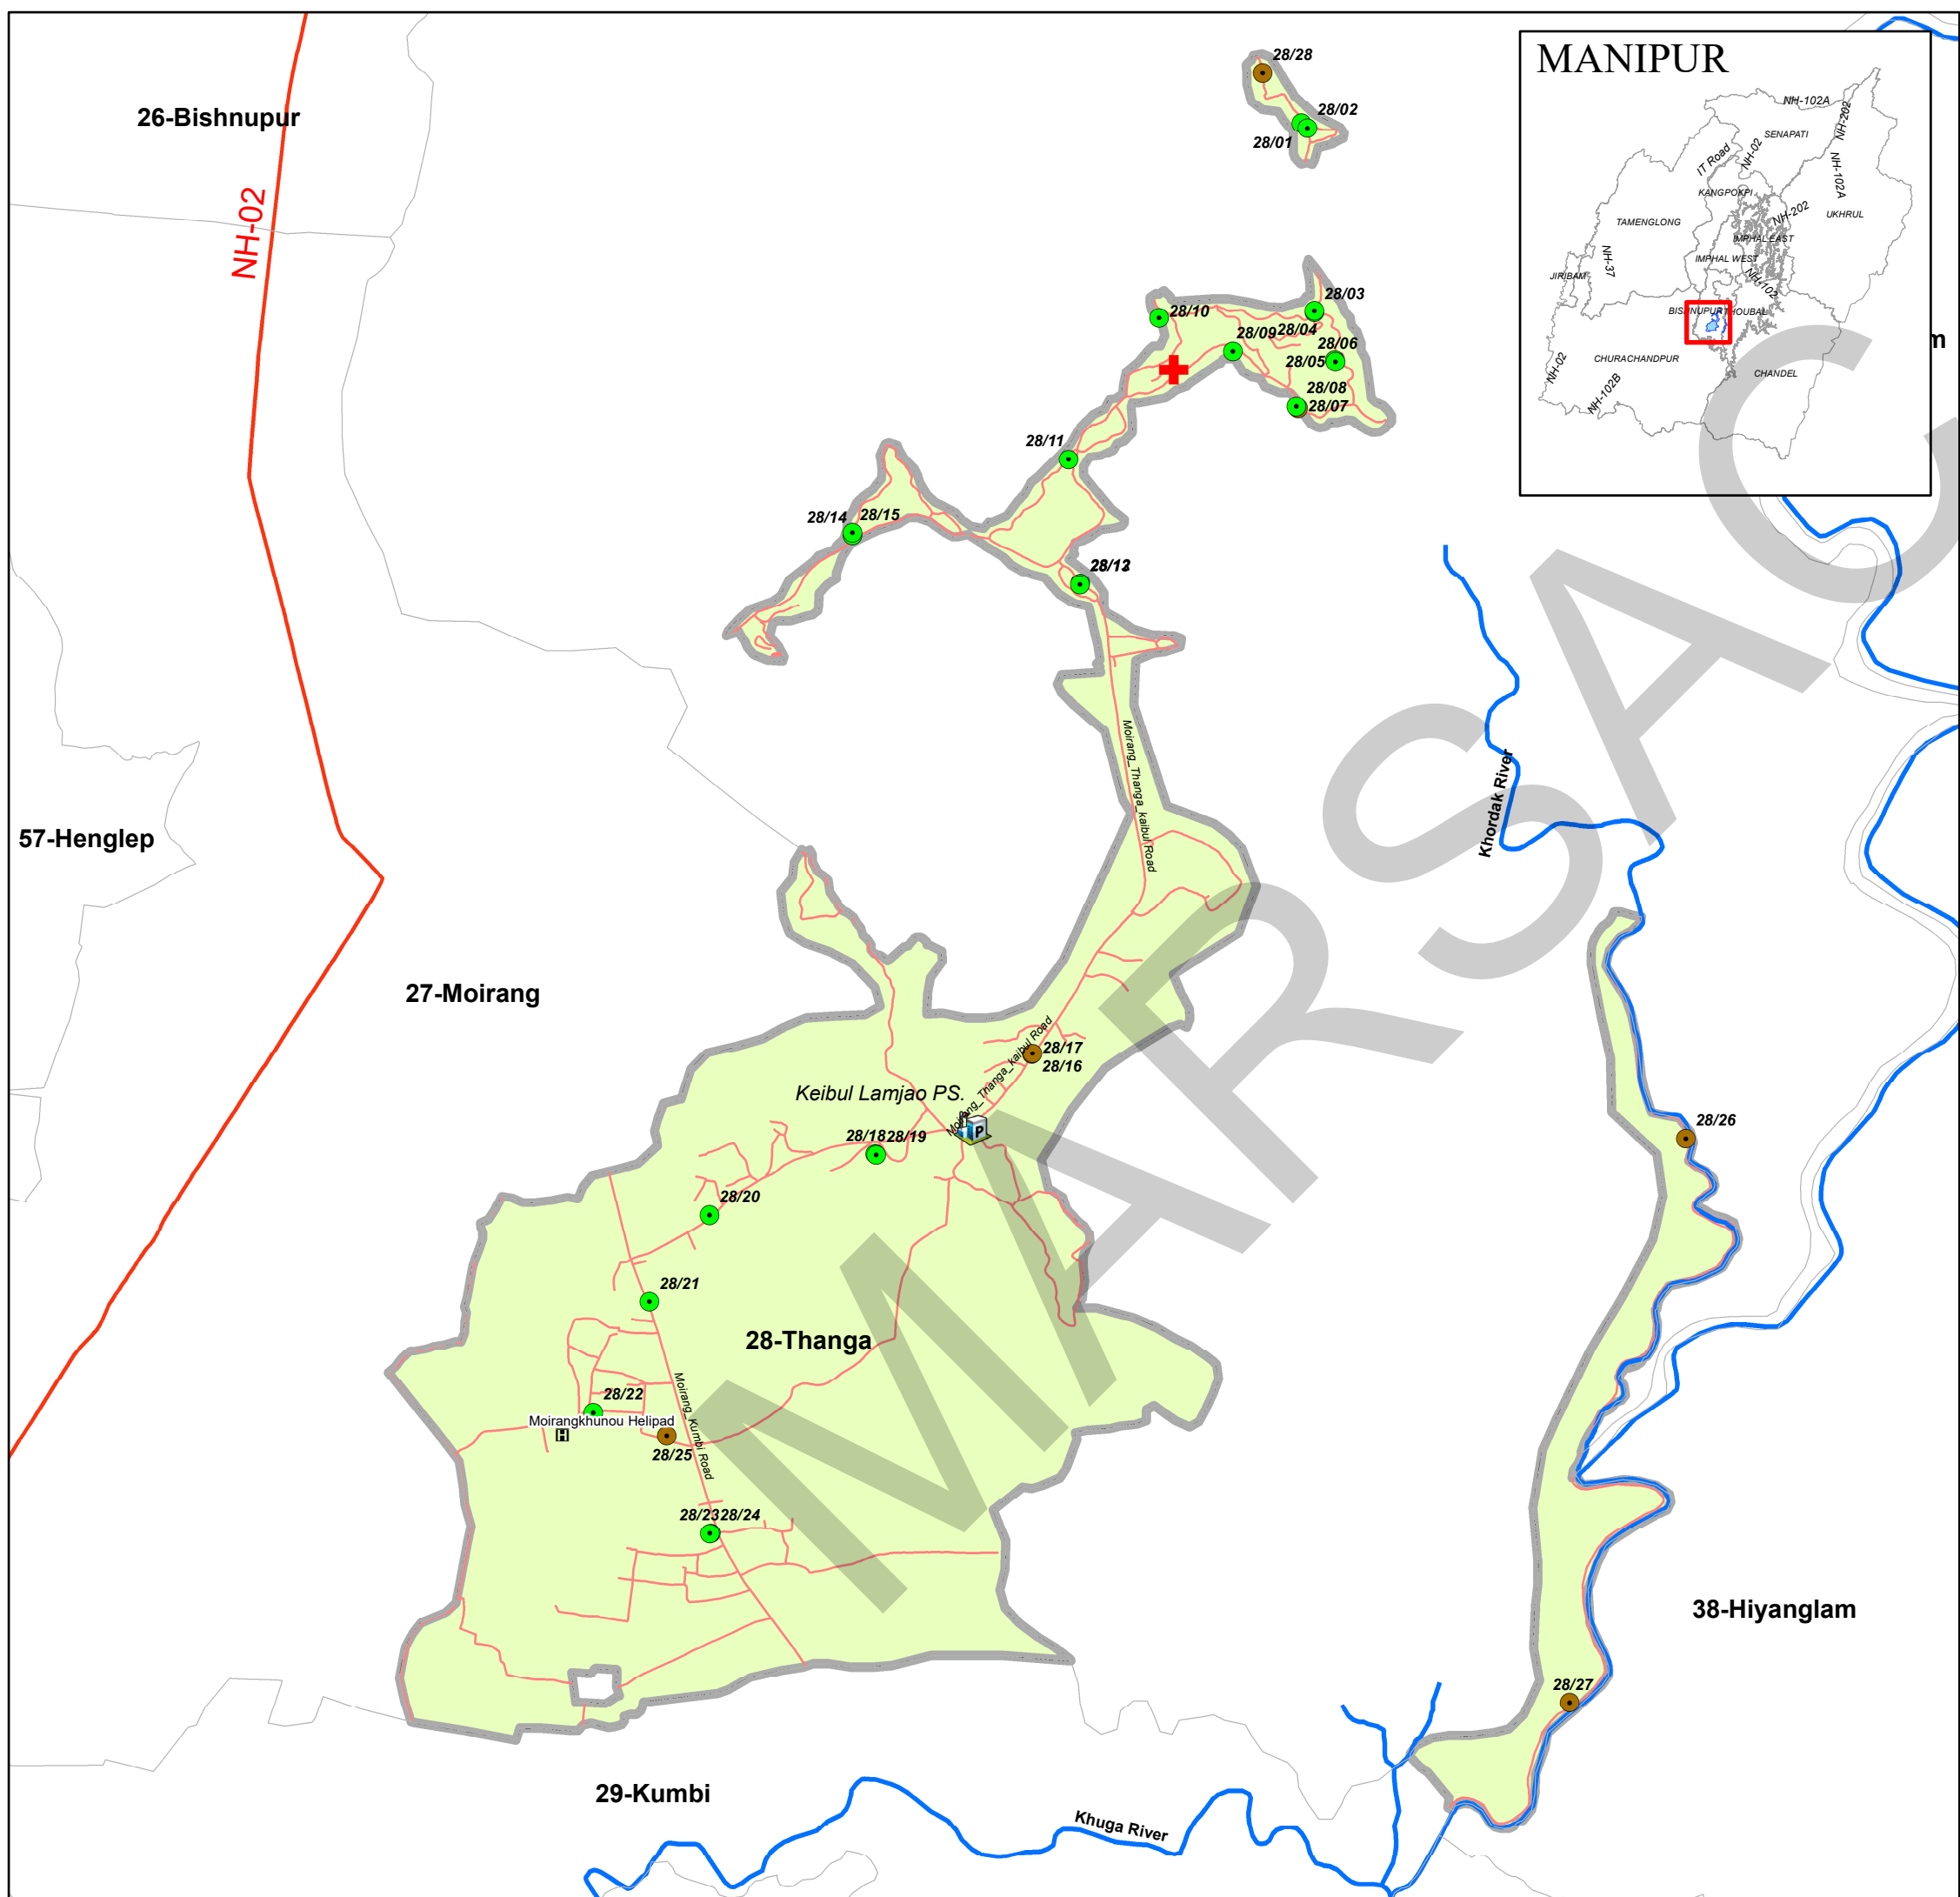 28/28
28/02
28/01
MANIPUR
NH-102A
NH-202
SENAPATI
IT Road
NH-02
NH-102A
KANGPOKPI
NH-202
UKHRUL
TAMENGLONG
IMPHAL EAST
NH-37
IMPHAL WEST
JIRIBAM
NH-102
BISHNUPUR
THOUBAL
CHURACHANDPUR
CHANDEL
NH-02
NH-102B
26-Bishnupur
NH-02
28/03
28/10
28/09
28/04
28/06
28/05
28/08
28/07
m
28/11
28/14
28/15
28/12
Moirang_Thanga_kaibul Road
Khordak River
57-Henglep
27-Moirang
Moirang_Thanga_kaibul Road
28/17
28/16
Keibul Lamjao PS.
P
28/18
28/19
28/26
28/20
28/21
28-Thanga
28/22
Moirangkhunou Helipad
H
28/25
Moirang_Kumbi Road
28/23
28/24
38-Hiyanglam
28/27
29-Kumbi
Khuga River
MARSAC